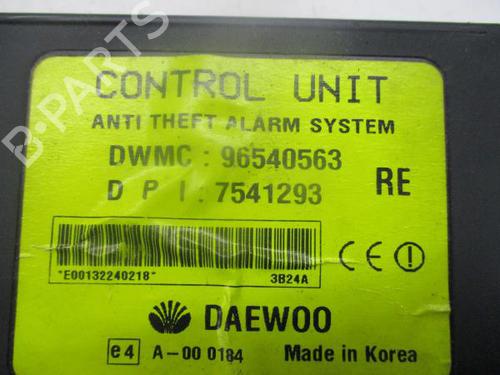 CONTROL UNIT
ANTI THEFT ALARM SYSTEM
DWMC : 96540563
D P I : 7541293
RE
*E00132240218*
3B24A
CE
DAEWOO
e4 A-00 0184 Made in Korea